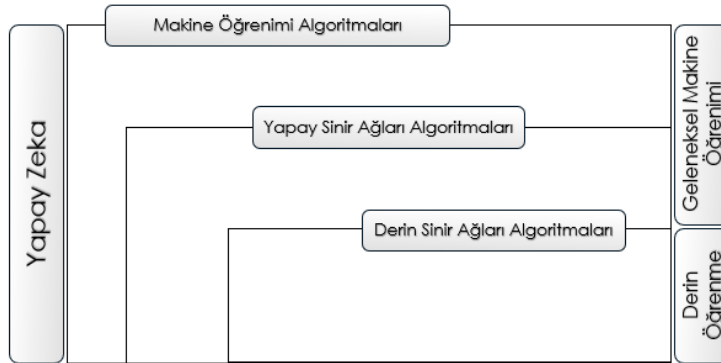 Makine Öğrenimi Algoritmaları
Yapay Zeka
Yapay Sinir Ağları Algoritmaları
Geleneksel Makine
Öğrenimi
Derin Sinir Ağları Algoritmaları
Derin
Öğrenme